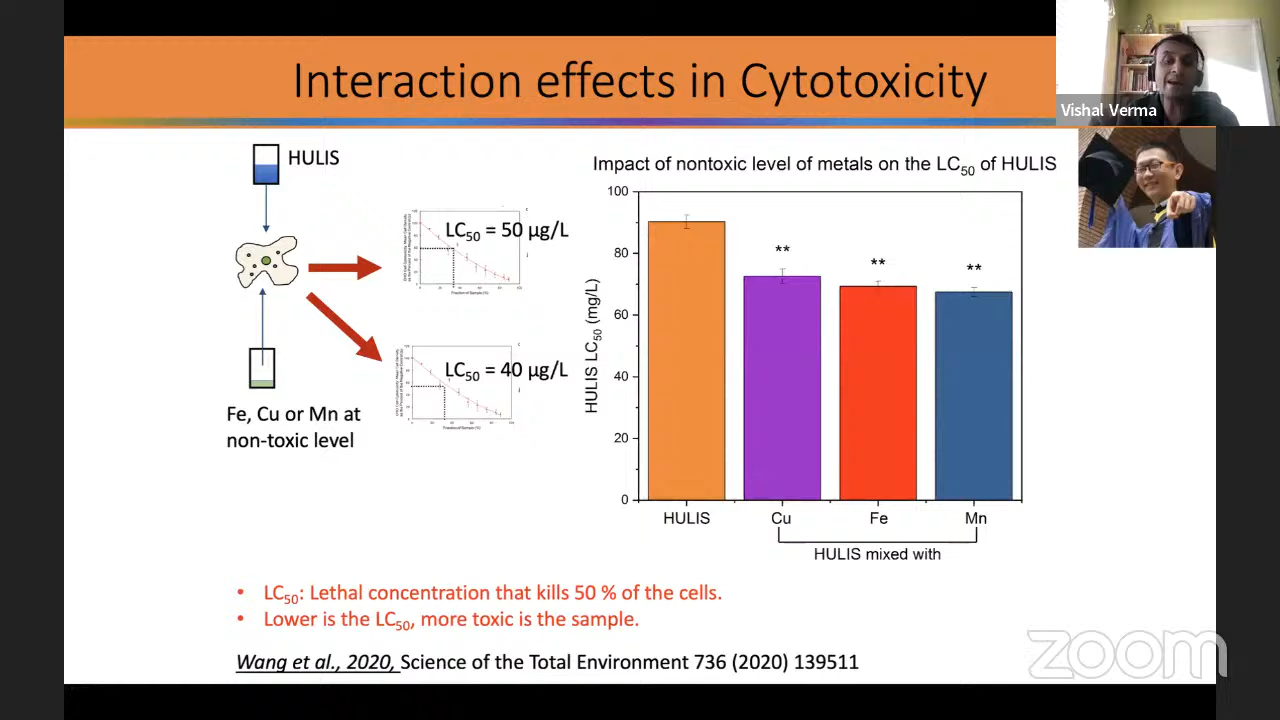 Interaction effects in Cytotoxicity
Vishal Verma
HULIS
LC50 = 50 µg/L
LC50 = 40 µg/L
Fe, Cu or Mn at
non-toxic level
Impact of nontoxic level of metals on the LC50 of HULIS
HULIS LC50 (mg/L)
100
80
60
40
20
0
**
**
**
HULIS
Cu
Fe
Mn
HULIS mixed with
• LC50: Lethal concentration that kills 50 % of the cells.
• Lower is the LC50, more toxic is the sample.
Wang et al., 2020, Science of the Total Environment 736 (2020) 139511
zoom